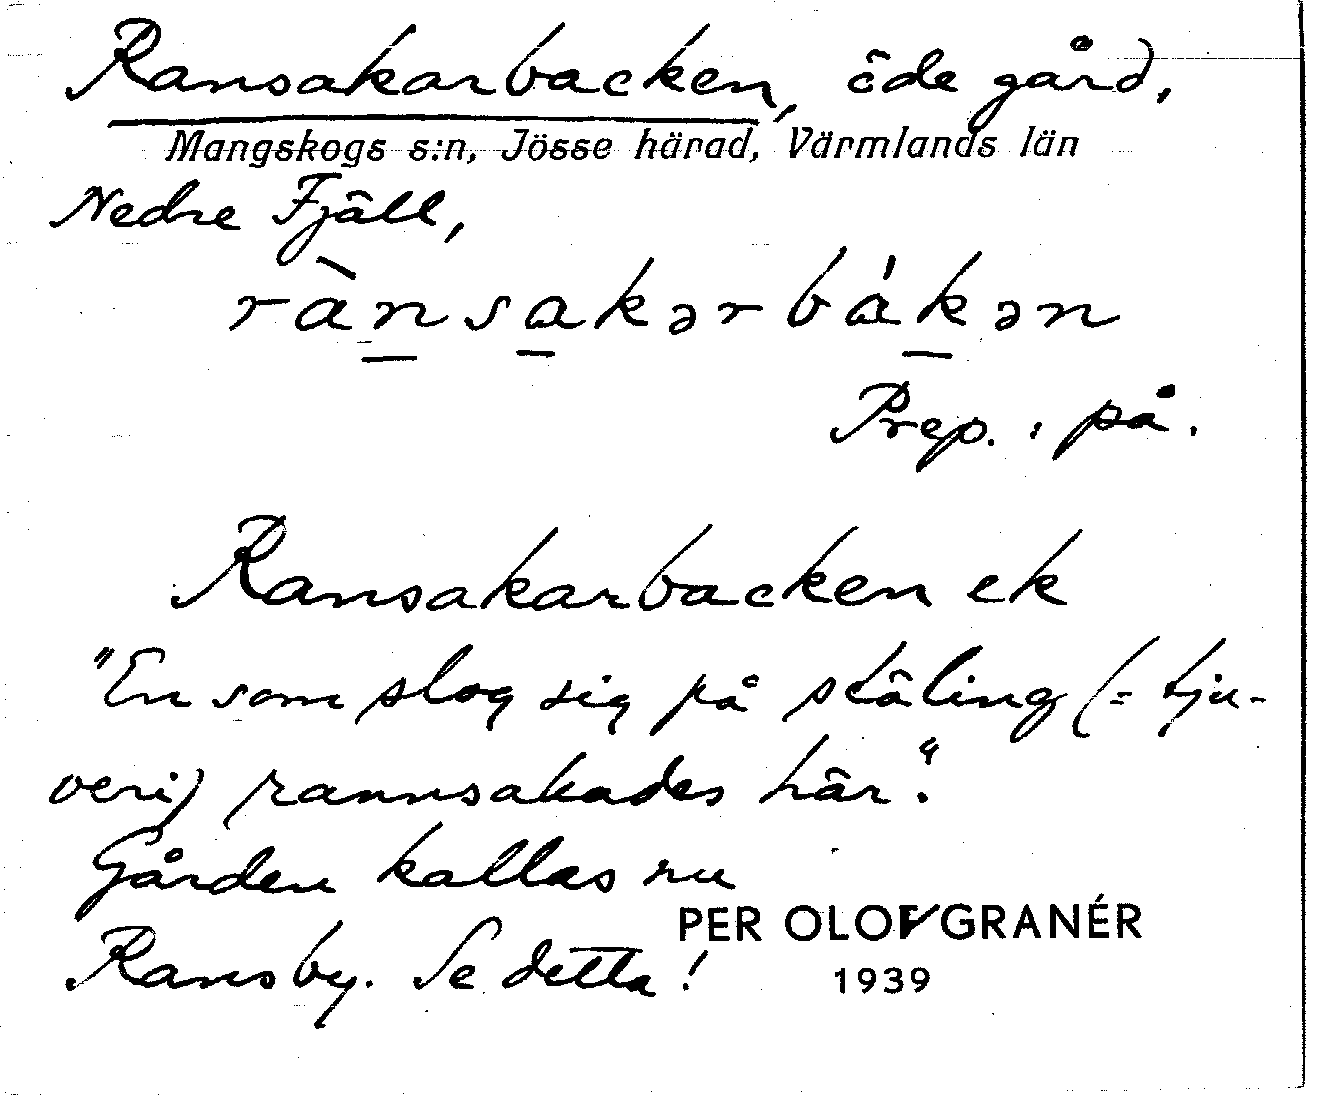 Ransakarbacken, öde gård,
Mangskogs s:n, Jösse härad, Värmlands län
Nedre Fjäll,
rànsakərbákən
Prep. : på.
Ransakarbacken ek
"En som slog sig på stäling (= tju-
veri) rannsakades här."
Gården kallas nu
Ransby. Se detta!
PER OLOF GRANÉR
1939